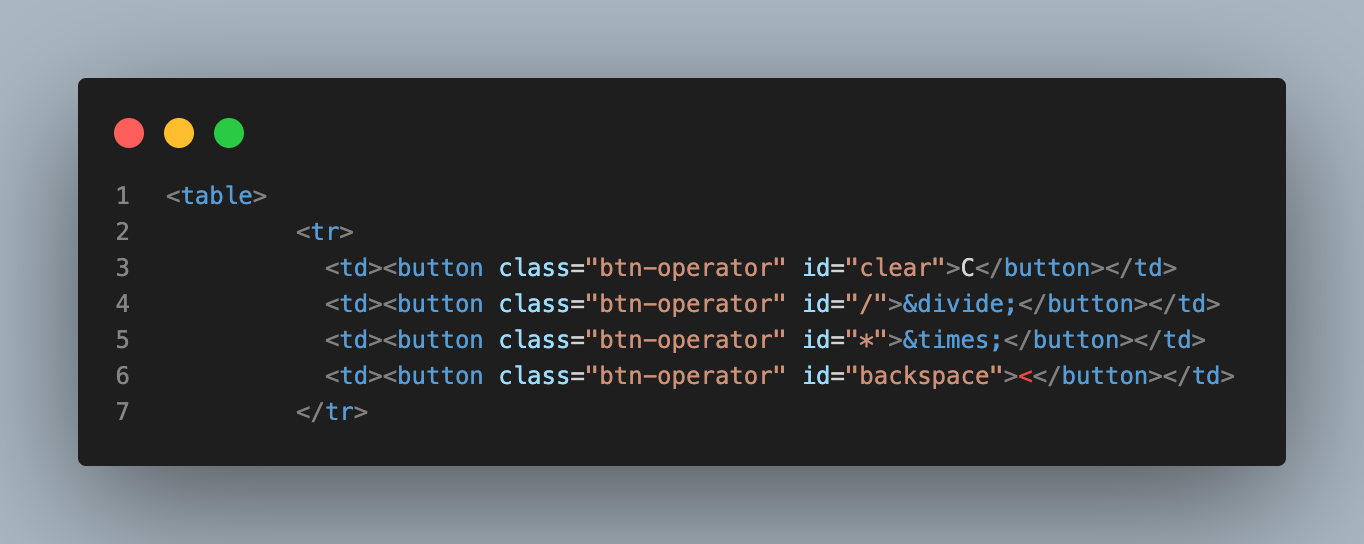 1 <table>
2 <tr>
3 <td><button class="btn-operator" id="clear">C</button></td>
4 <td><button class="btn-operator" id="/">&divide;</button></td>
5 <td><button class="btn-operator" id="*">&times;</button></td>
6 <td><button class="btn-operator" id="backspace"><</button></td>
7 </tr>